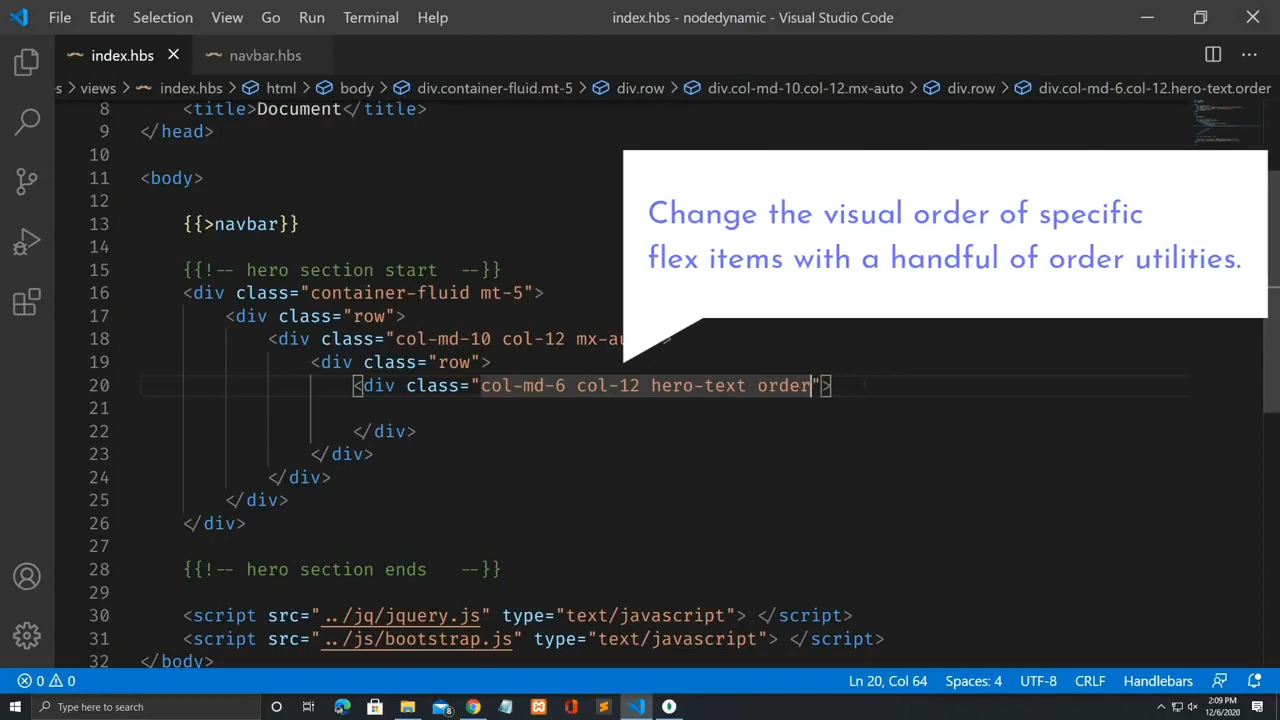 File Edit Selection View Go Run Terminal Help index.hbs - nodedynamic - Visual Studio Code
index.hbs navbar.hbs
s > views > index.hbs > html > body > div.container-fluid.mt-5 > div.row > div.col-md-10.col-12.mx-auto > div.row > div.col-md-6.col-12.hero-text.order
8 <title>Document</title>
9 </head>
10
11 <body>
12
13 {{>navbar}}
14
15 {{!-- hero section start --}}
16 <div class="container-fluid mt-5">
17 <div class="row">
18 <div class="col-md-10 col-12 mx-au
19 <div class="row">
20 <div class="col-md-6 col-12 hero-text order">
21
22 </div>
23 </div>
24 </div>
25 </div>
26 </div>
27
28 {{!-- hero section ends --}}
29
30 <script src="../jq/jquery.js" type="text/javascript"> </script>
31 <script src="../js/bootstrap.js" type="text/javascript"> </script>
32 </body>
Change the visual order of specific
flex items with a handful of order utilities.
0 0 Ln 20, Col 64 Spaces: 4 UTF-8 CRLF Handlebars
Type here to search 8 2:09 PM
12/6/2020